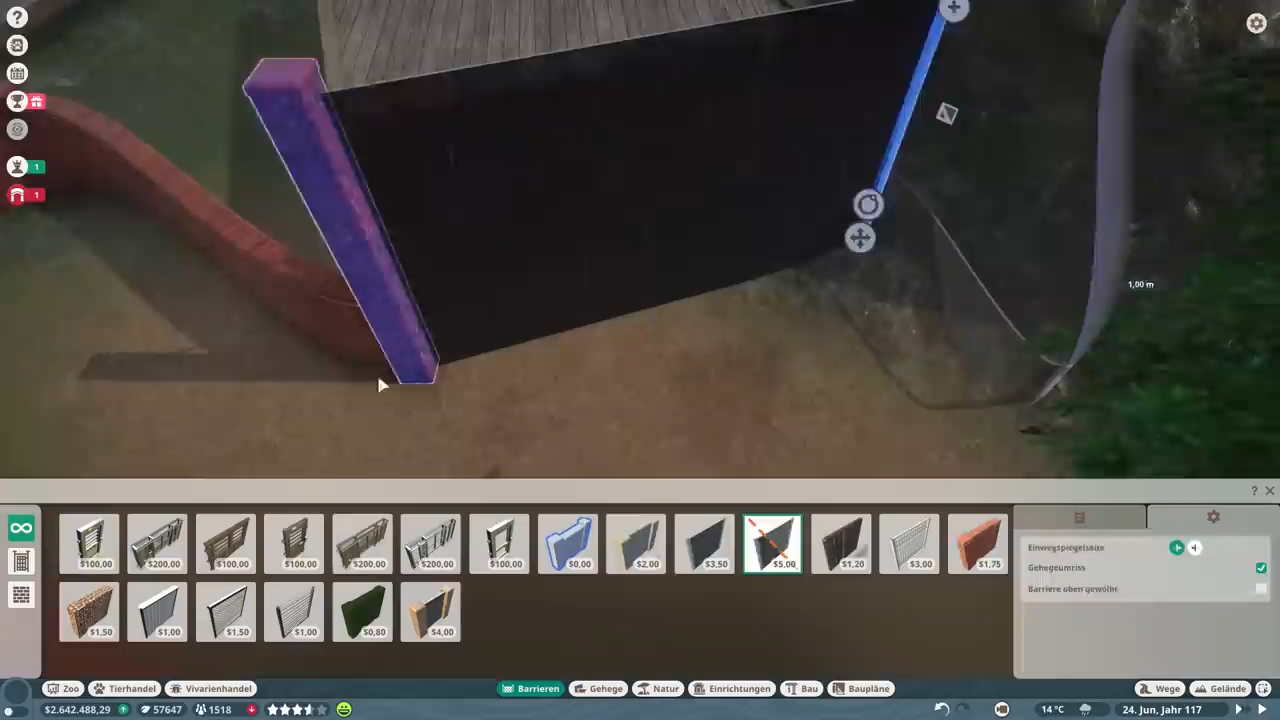 ?
1
1
1,00 m
? ×
$100,00 $200,00 $100,00 $100,00 $200,00 $200,00 $100,00 $0,00 $2,00 $3,50 $5,00 $1,20 $3,00 $1,75
Einwegspiegelsäule
Gehegeumriss
Barriere oben gewölbt
$1,50 $1,00 $1,50 $1,00 $0,80 $4,00
Zoo Tierhandel Vivarienhandel Barrieren Gehege Natur Einrichtungen Bau Baupläne Wege Gelände
$2.642.488,29 57647 1518 14 °C 24. Jun, Jahr 117